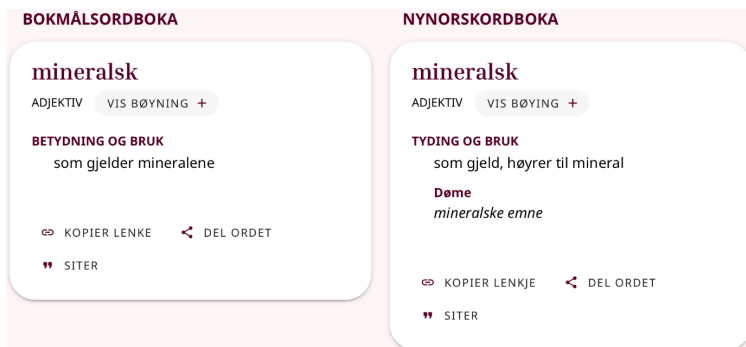 BOKMÅLSORDBOKA
mineralsk
ADJEKTIV VIS BØYNING +
BETYDNING OG BRUK
som gjelder mineralene
KOPIER LENKE DEL ORDET
SITER
NYNORSKORDBOKA
mineralsk
ADJEKTIV VIS BØYING +
TYDING OG BRUK
som gjeld, høyrer til mineral
Døme
mineralske emne
KOPIER LENKJE DEL ORDET
SITER